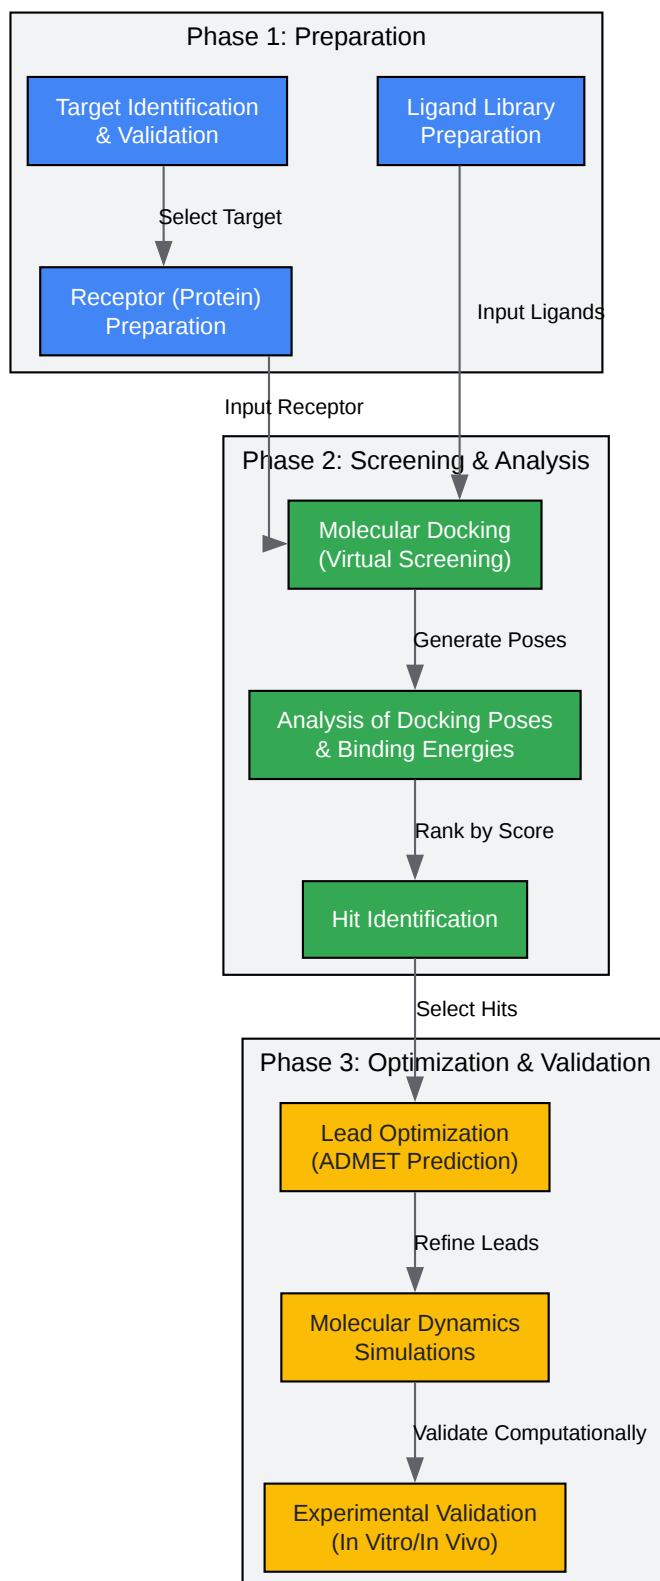 Phase 1: Preparation
Target Identification
& Validation
Ligand Library
Preparation
Select Target
Receptor (Protein)
Preparation
Input Ligands
Input Receptor
Phase 2: Screening & Analysis
Molecular Docking
(Virtual Screening)
Generate Poses
Analysis of Docking Poses
& Binding Energies
Rank by Score
Hit Identification
Select Hits
Phase 3: Optimization & Validation
Lead Optimization
(ADMET Prediction)
Refine Leads
Molecular Dynamics
Simulations
Validate Computationally
Experimental Validation
(In Vitro/In Vivo)